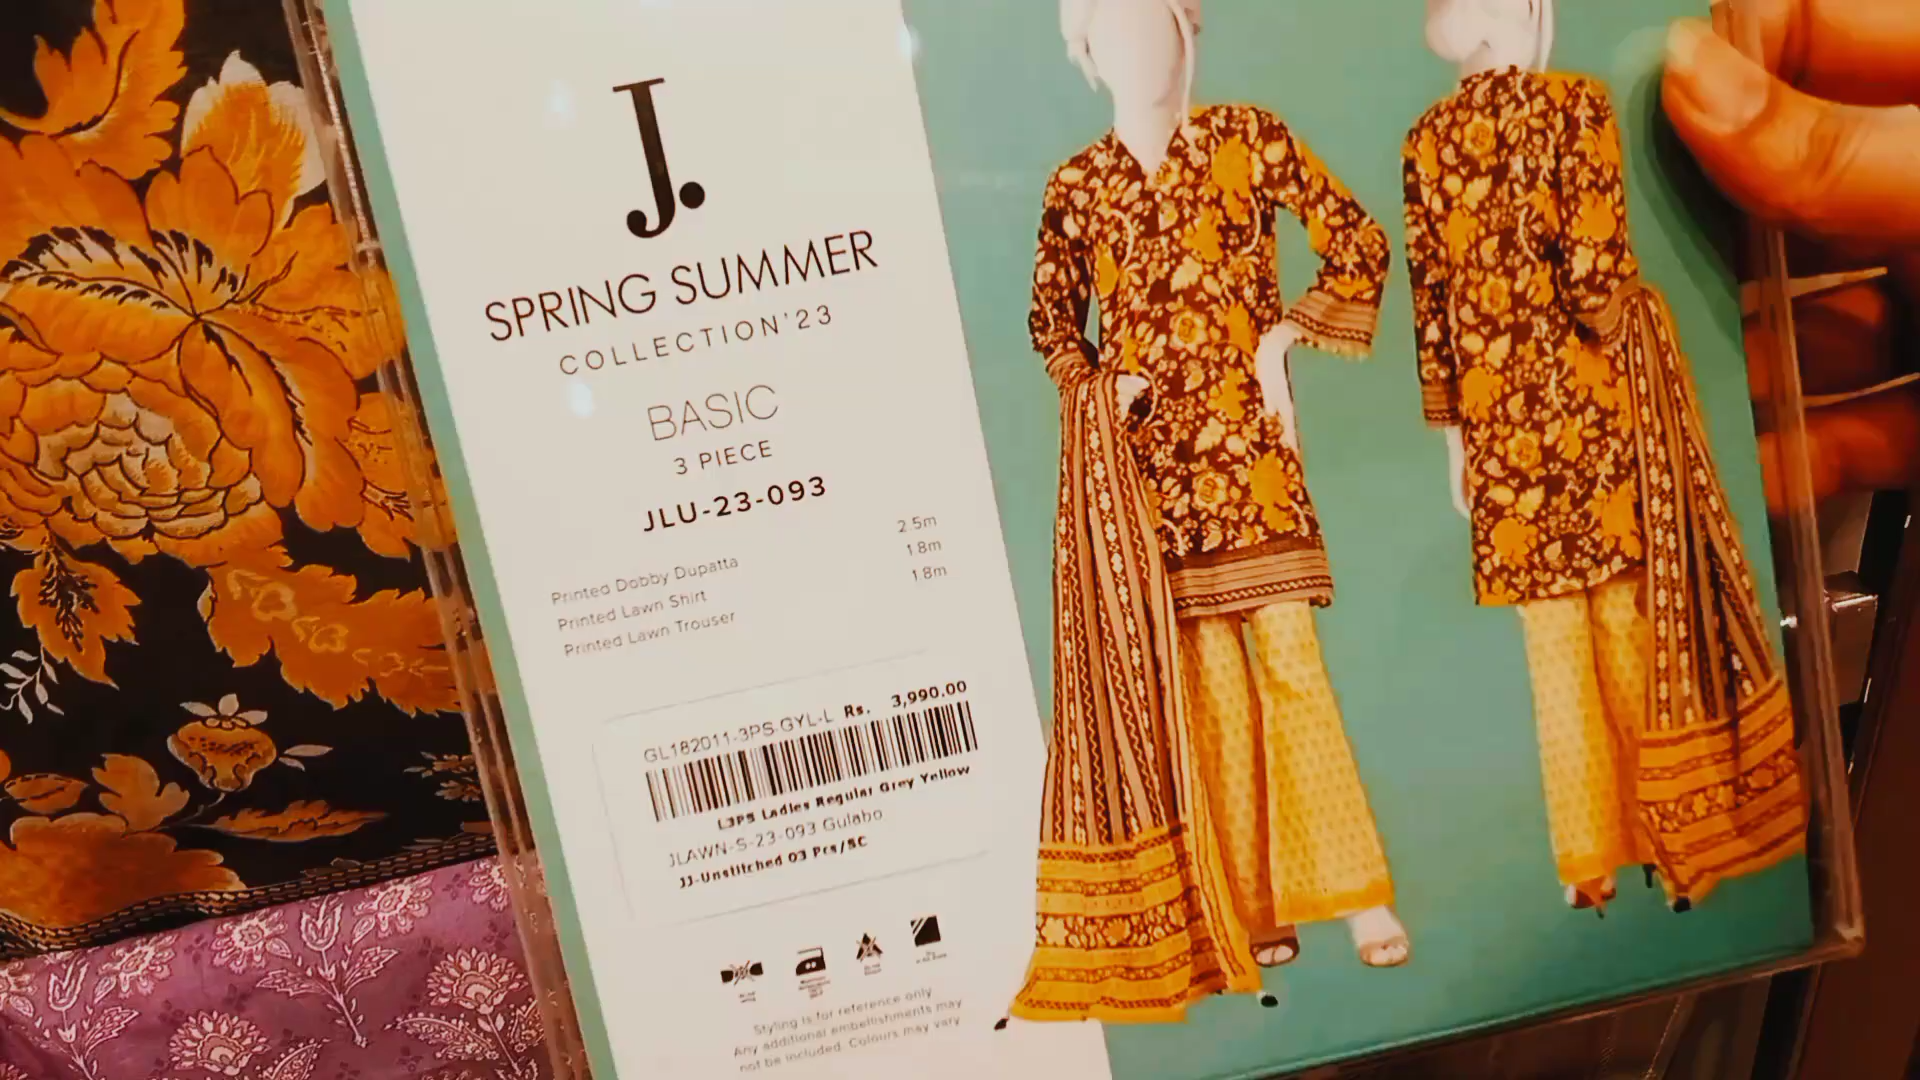 J.
SPRING SUMMER
COLLECTION'23
BASIC
3 PIECE
JLU-23-093
Printed Dobby Dupatta 2.5m
Printed Lawn Shirt 1.8m
Printed Lawn Trouser 1.8m
GL182011-3PS-GYL-L Rs. 3,990.00
L3PS Ladies Regular Grey Yellow
JLAWN-S-23-093 Gulabo
JJ-Unstitched 03 Pcs/SC
Styling is for reference only
Any additional embellishments may
not be included. Colours may vary